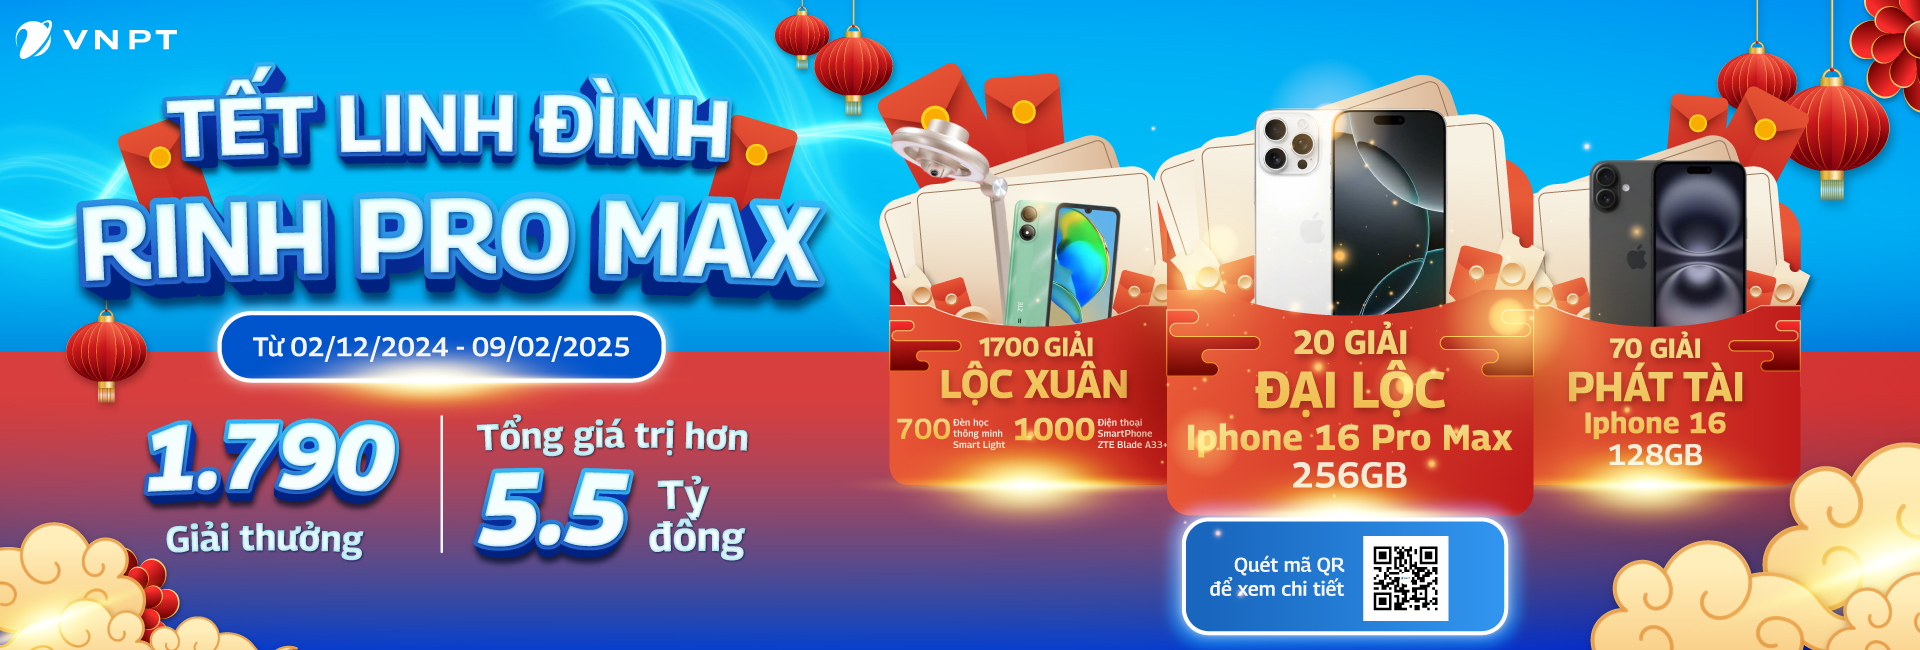 VNPT
TẾT LINH ĐÌNH
RINH PRO MAX
Từ 02/12/2024 - 09/02/2025
1.790
Giải thưởng
Tổng giá trị hơn
5.5
Tỷ
đồng
1700 GIẢI
LỘC XUÂN
700
Đèn học
thông minh
Smart Light
1000
Điện thoại
SmartPhone
ZTE Blade A33+
20 GIẢI
ĐẠI LỘC
Iphone 16 Pro Max
256GB
70 GIẢI
PHÁT TÀI
Iphone 16
128GB
Quét mã QR
để xem chi tiết
ZTE